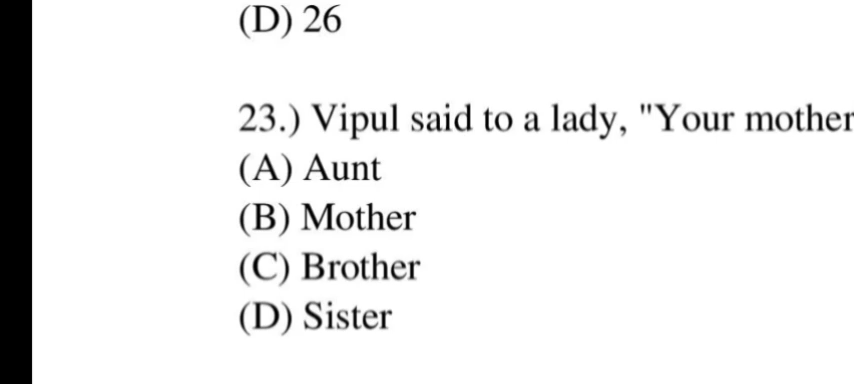 (D) 26
23.) Vipul said to a lady, "Your mother
(A) Aunt
(B) Mother
(C) Brother
(D) Sister